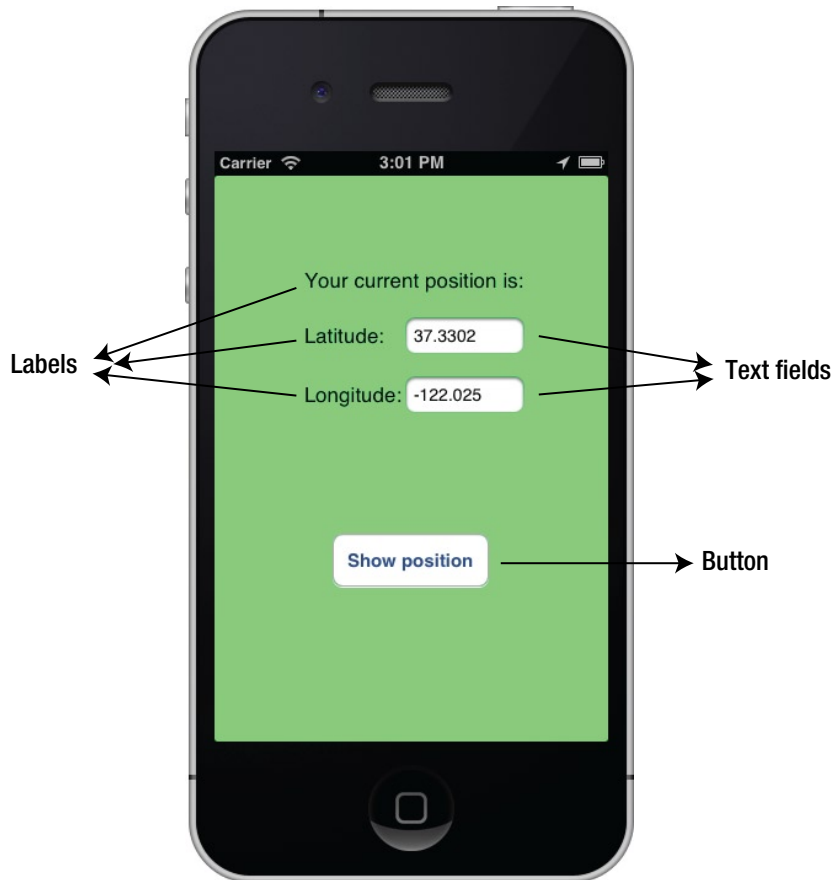 Carrier 3:01 PM
Your current position is:
Latitude: 37.3302
Longitude: -122.025
Labels
Text fields
Show position
Button